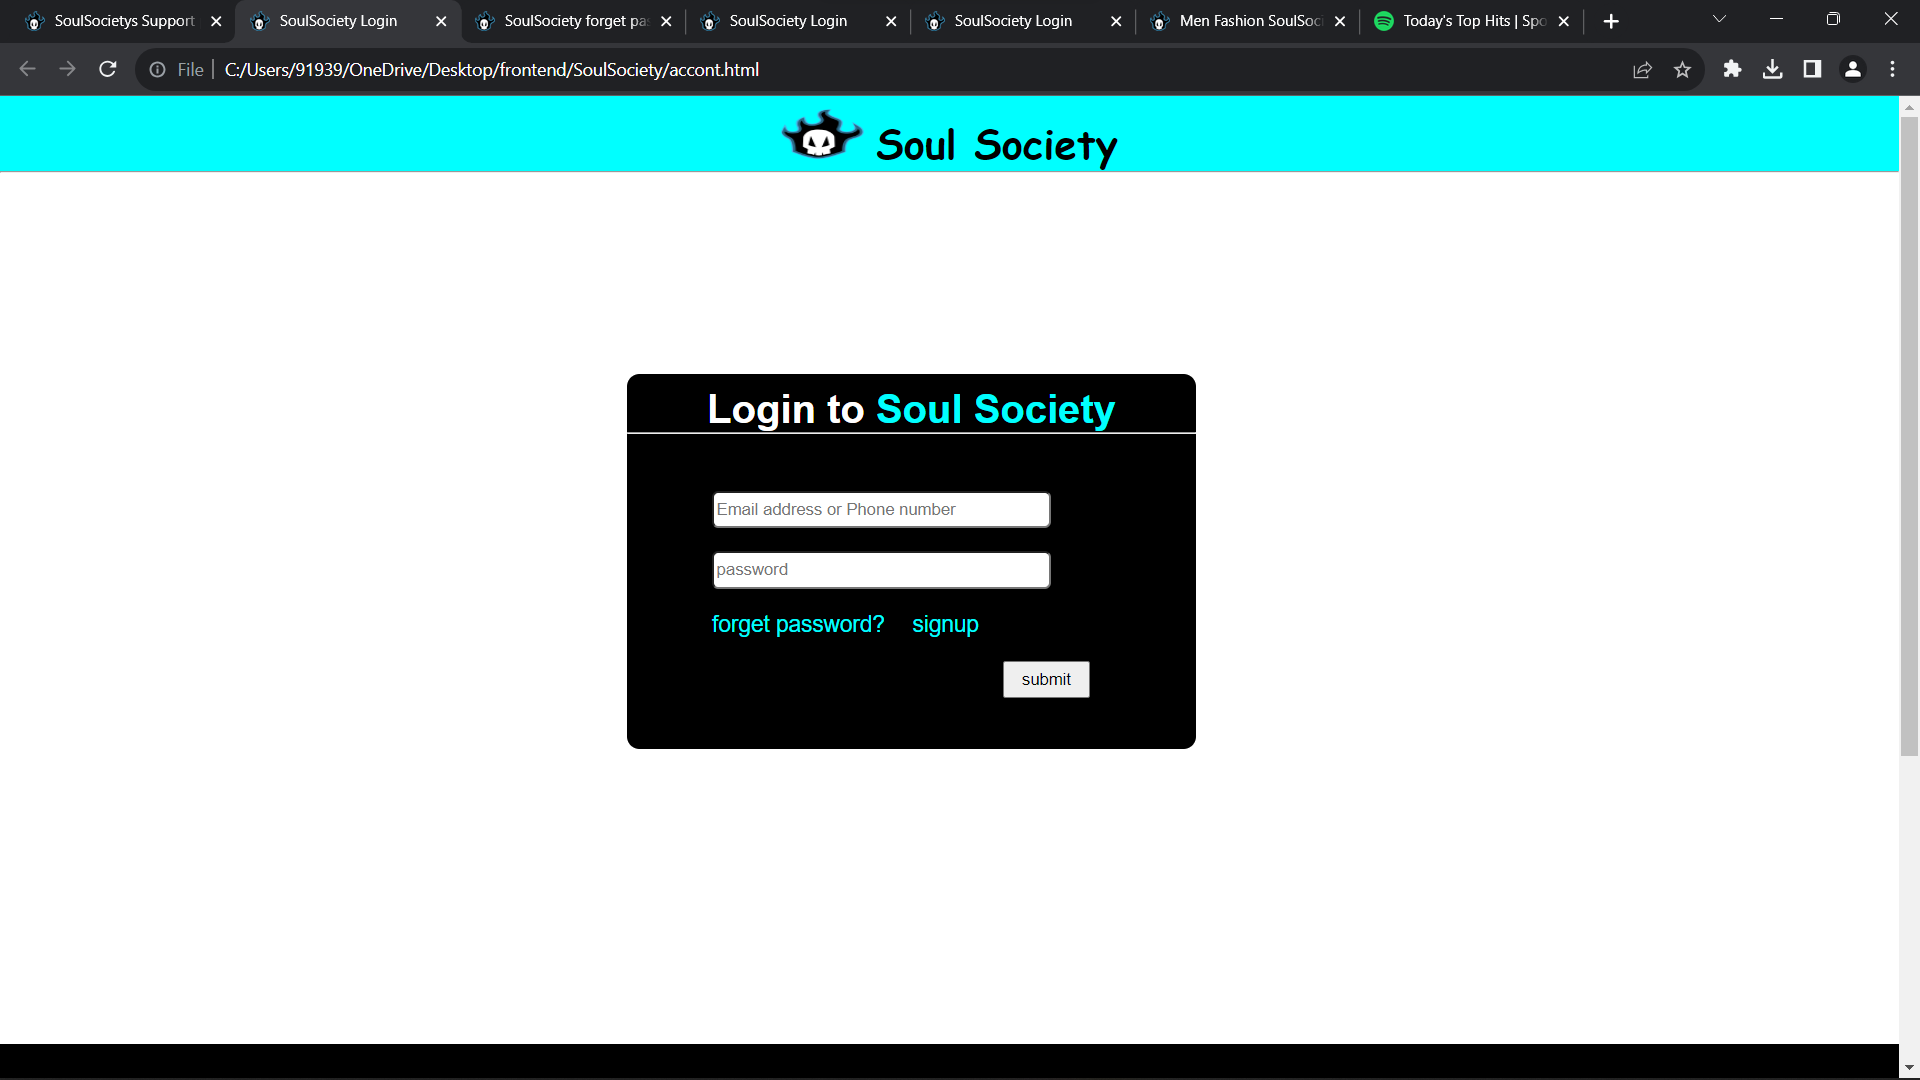 SoulSocietys Support
SoulSociety Login
SoulSociety forget pa
SoulSociety Login
SoulSociety Login
Men Fashion SoulSoci
Today's Top Hits | Spo
File
C:/Users/91939/OneDrive/Desktop/frontend/SoulSociety/accont.html
Soul Society
Login to Soul Society
Email address or Phone number
password
forget password? signup
submit